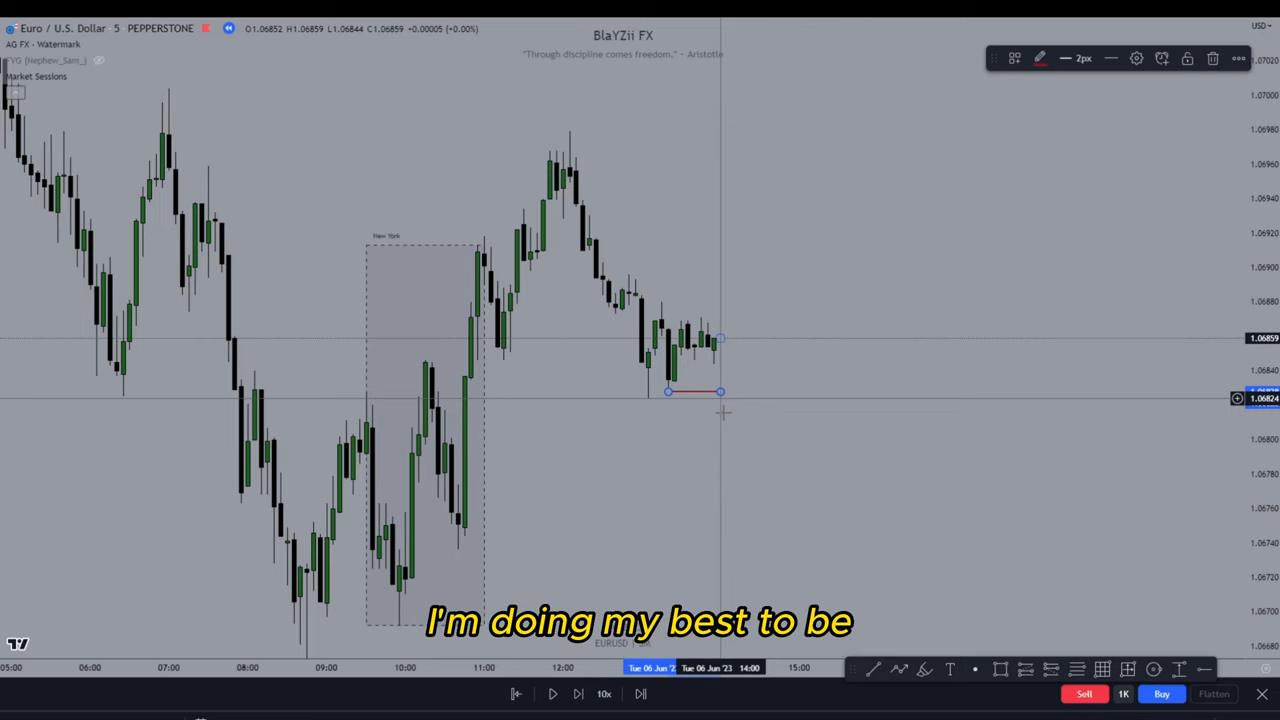 Euro / U.S. Dollar · 5 PEPPERSTONE O1.06852 H1.06859 L1.06844 C1.06859 +0.00005 (+0.00%)
AG FX - Watermark
FVG (Nephew_Sam_)
Market Sessions
BlaYZii FX
"Through discipline comes freedom." ~ Aristotle
2px
USD
1.07020
1.07000
1.06980
1.06960
1.06940
1.06920
1.06900
1.06880
1.06859
1.06840
1.06824
1.06800
1.06780
1.06760
1.06740
1.06720
1.06700
1.06680
New York
I'm doing my best to be
EURUSD
05:00 06:00 07:00 08:00 09:00 10:00 11:00 12:00 Tue 06 Jun '2 Tue 06 Jun '23 14:00 15:00
10x
Sell 1K Buy Flatten